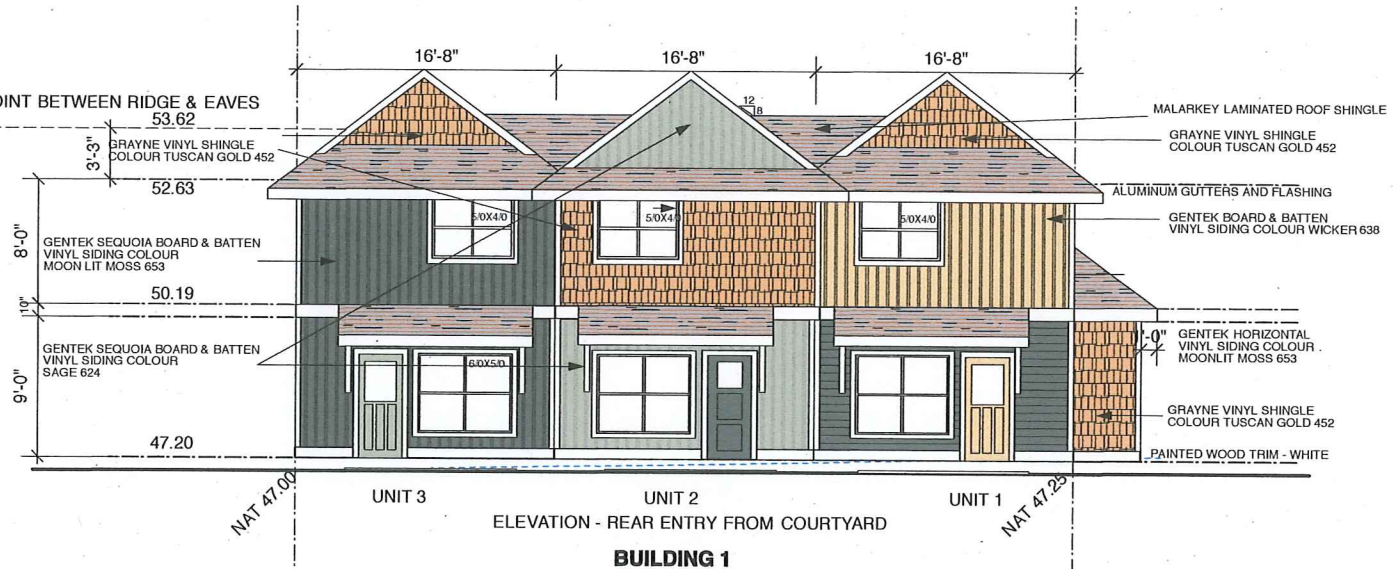 16'-8"
16'-8"
16'-8"
OINT BETWEEN RIDGE & EAVES
53.62
12
8
MALARKEY LAMINATED ROOF SHINGLE
GRAYNE VINYL SHINGLE
COLOUR TUSCAN GOLD 452
GRAYNE VINYL SHINGLE
COLOUR TUSCAN GOLD 452
3'-3"
52.63
ALUMINUM GUTTERS AND FLASHING
5/0X4/0
5/0X4/0
5/0X4/0
GENTEK BOARD & BATTEN
VINYL SIDING COLOUR WICKER 638
8'-0"
GENTEK SEQUOIA BOARD & BATTEN
VINYL SIDING COLOUR
MOON LIT MOSS 653
50.19
10"
GENTEK SEQUOIA BOARD & BATTEN
VINYL SIDING COLOUR
SAGE 624
6/0X5/0
'-0"
GENTEK HORIZONTAL
VINYL SIDING COLOUR
MOONLIT MOSS 653
9'-0"
GRAYNE VINYL SHINGLE
COLOUR TUSCAN GOLD 452
47.20
PAINTED WOOD TRIM - WHITE
NAT 47.00
UNIT 3
UNIT 2
UNIT 1
NAT 47.25
ELEVATION - REAR ENTRY FROM COURTYARD
BUILDING 1